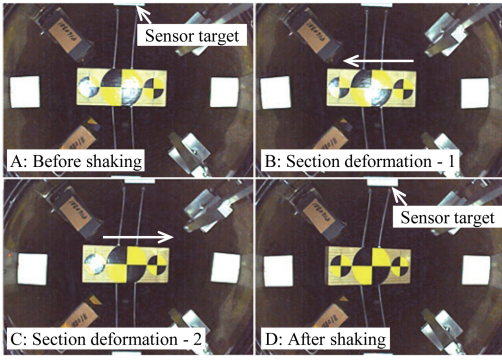 Sensor target
A: Before shaking
B: Section deformation - 1
C: Section deformation - 2
Sensor target
D: After shaking